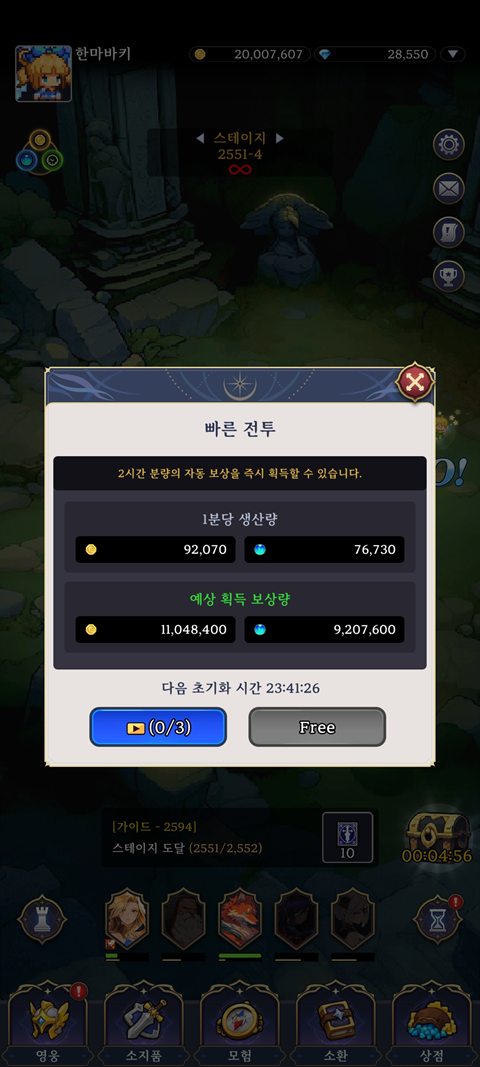 한마바키
20,007,607
28,550
스테이지
2551-4
빠른 전투
2시간 분량의 자동 보상을 즉시 획득할 수 있습니다.
1분당 생산량
92,070
76,730
예상 획득 보상량
11,048,400
9,207,600
다음 초기화 시간 23:41:26
(0/3)
Free
[가이드 - 2594]
스테이지 도달 (2551/2,552)
10
00:04:56
영웅
소지품
모험
소환
상점